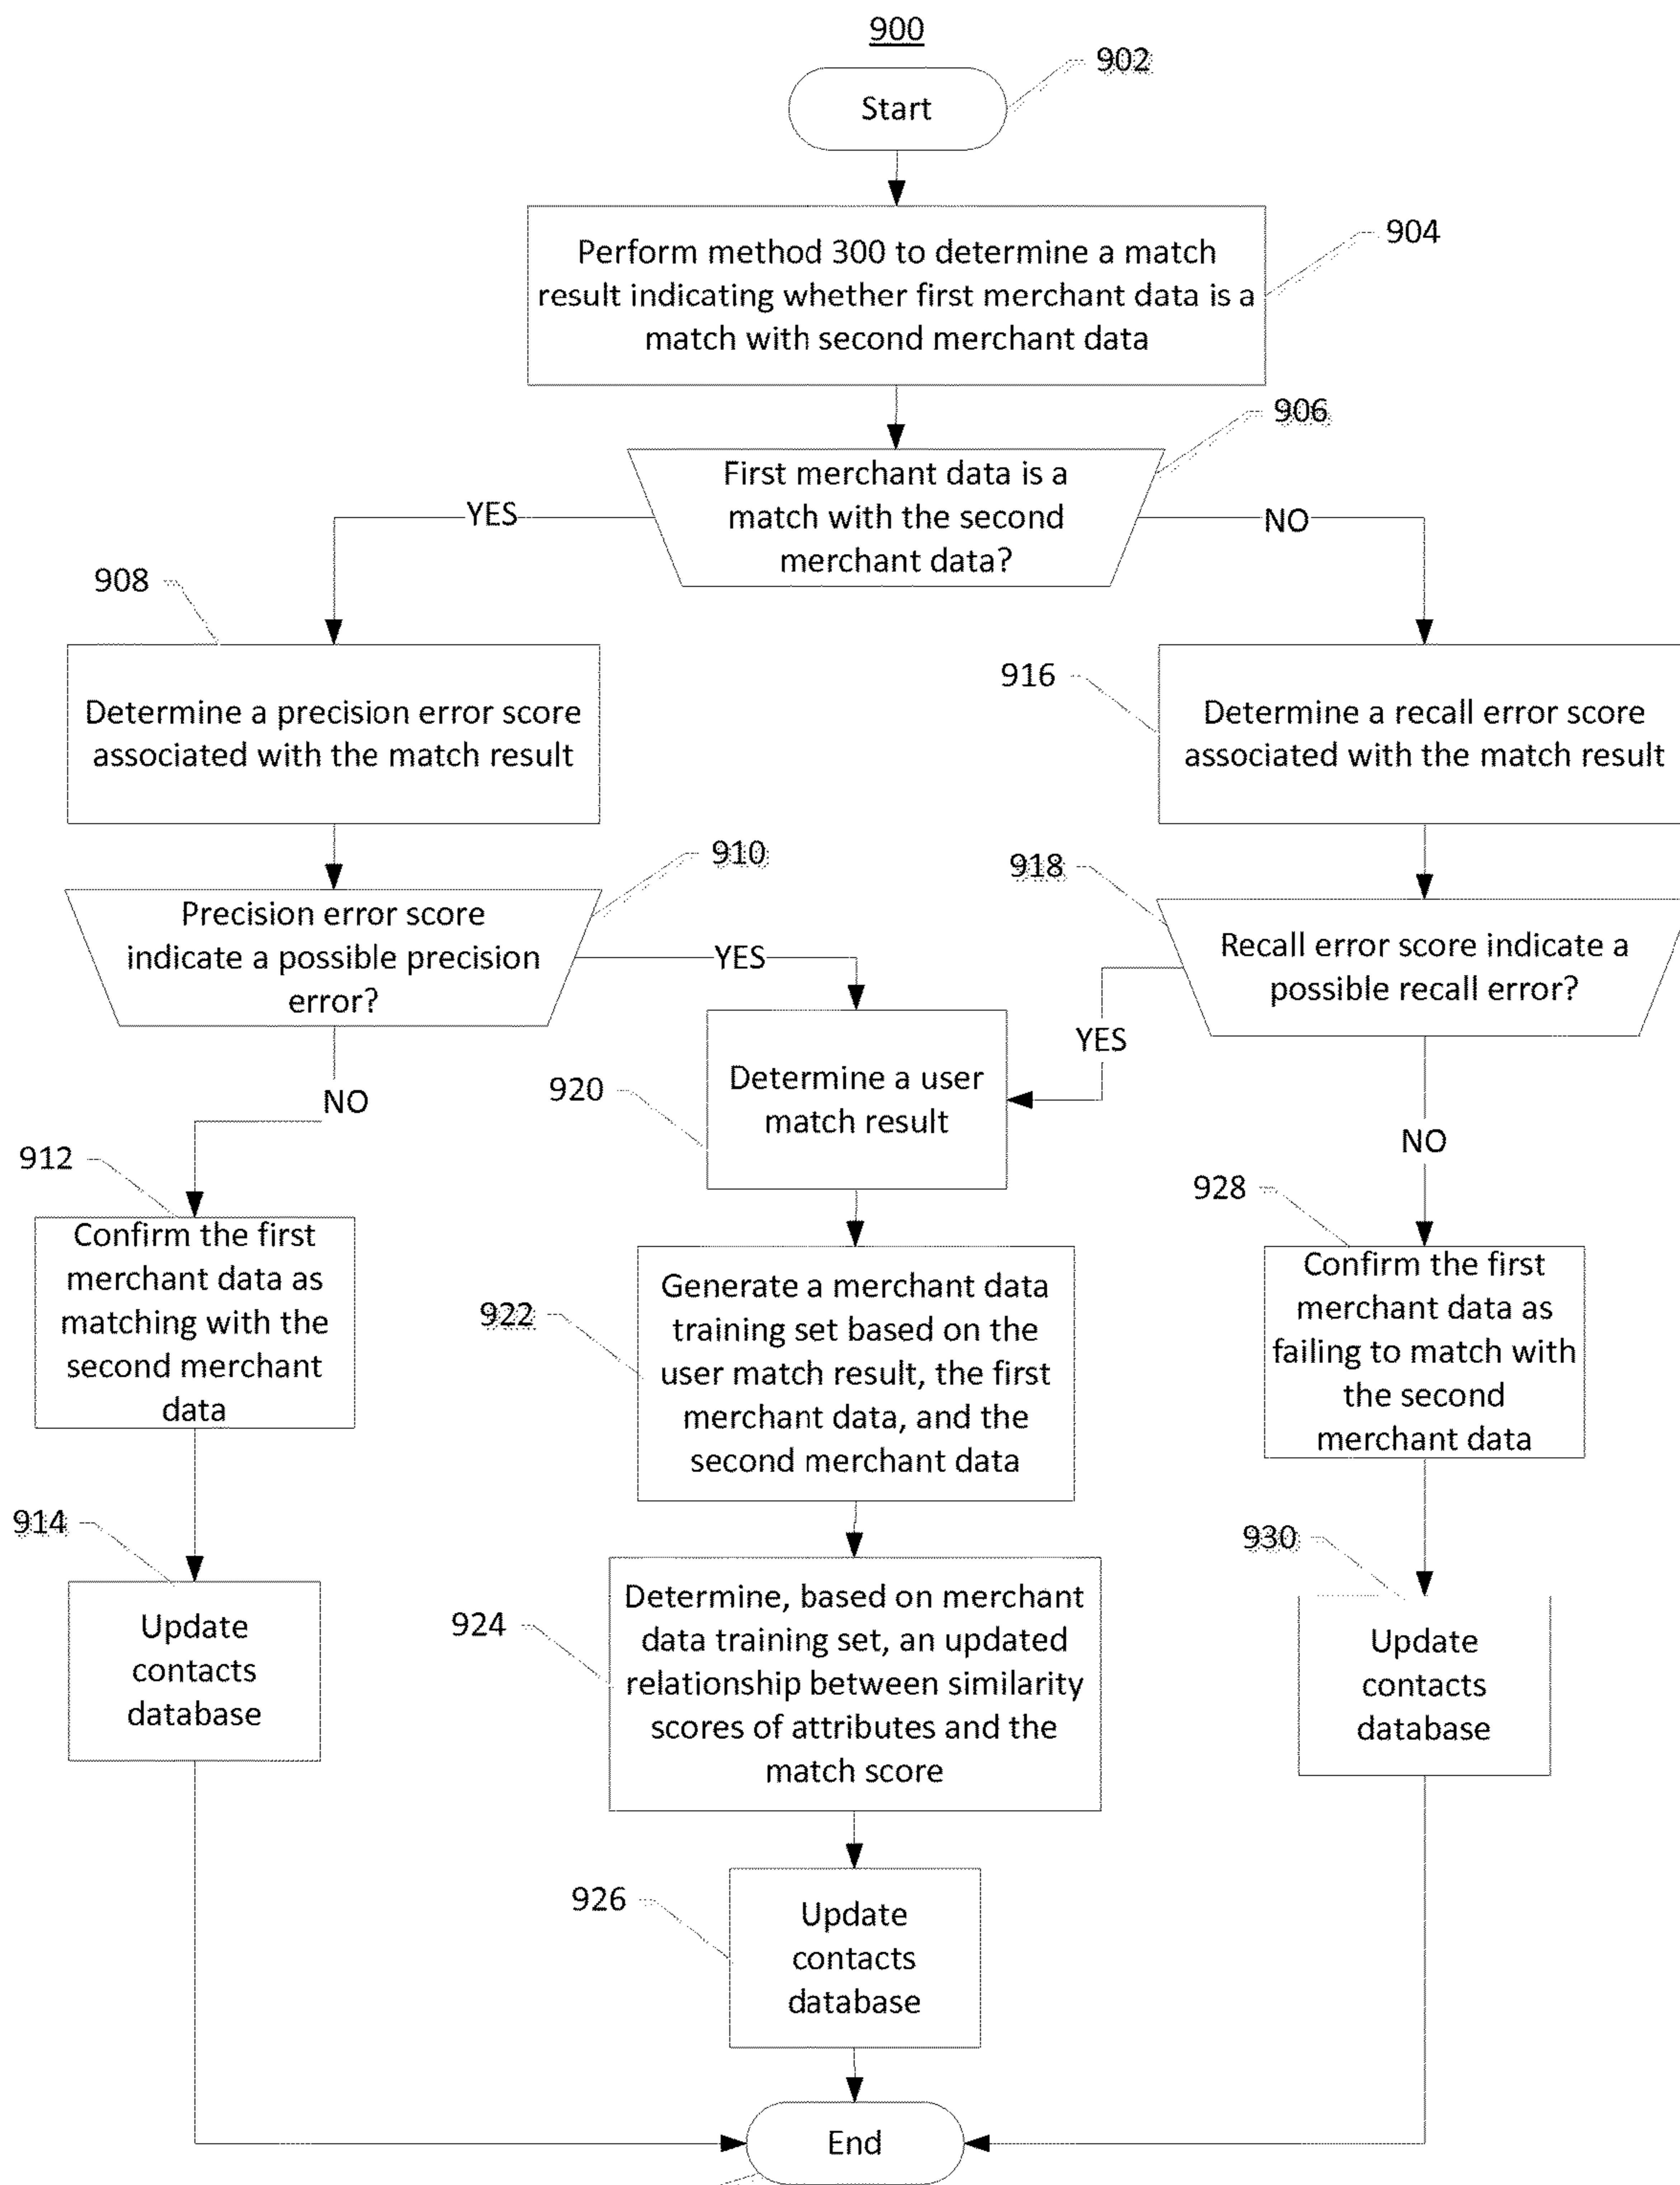 900
902
Start
904
Perform method 300 to determine a match
result indicating whether first merchant data is a
match with second merchant data
906
First merchant data is a
match with the second
merchant data?
YES
NO
908
Determine a precision error score
associated with the match result
916
Determine a recall error score
associated with the match result
910
Precision error score
indicate a possible precision
error?
918
Recall error score indicate a
possible recall error?
YES
YES
NO
NO
920
Determine a user
match result
912
Confirm the first
merchant data as
matching with the
second merchant
data
922
Generate a merchant data
training set based on the
user match result, the first
merchant data, and the
second merchant data
928
Confirm the first
merchant data as
failing to match with
the second
merchant data
914
Update
contacts
database
924
Determine, based on merchant
data training set, an updated
relationship between similarity
scores of attributes and the
match score
930
Update
contacts
database
926
Update
contacts
database
End